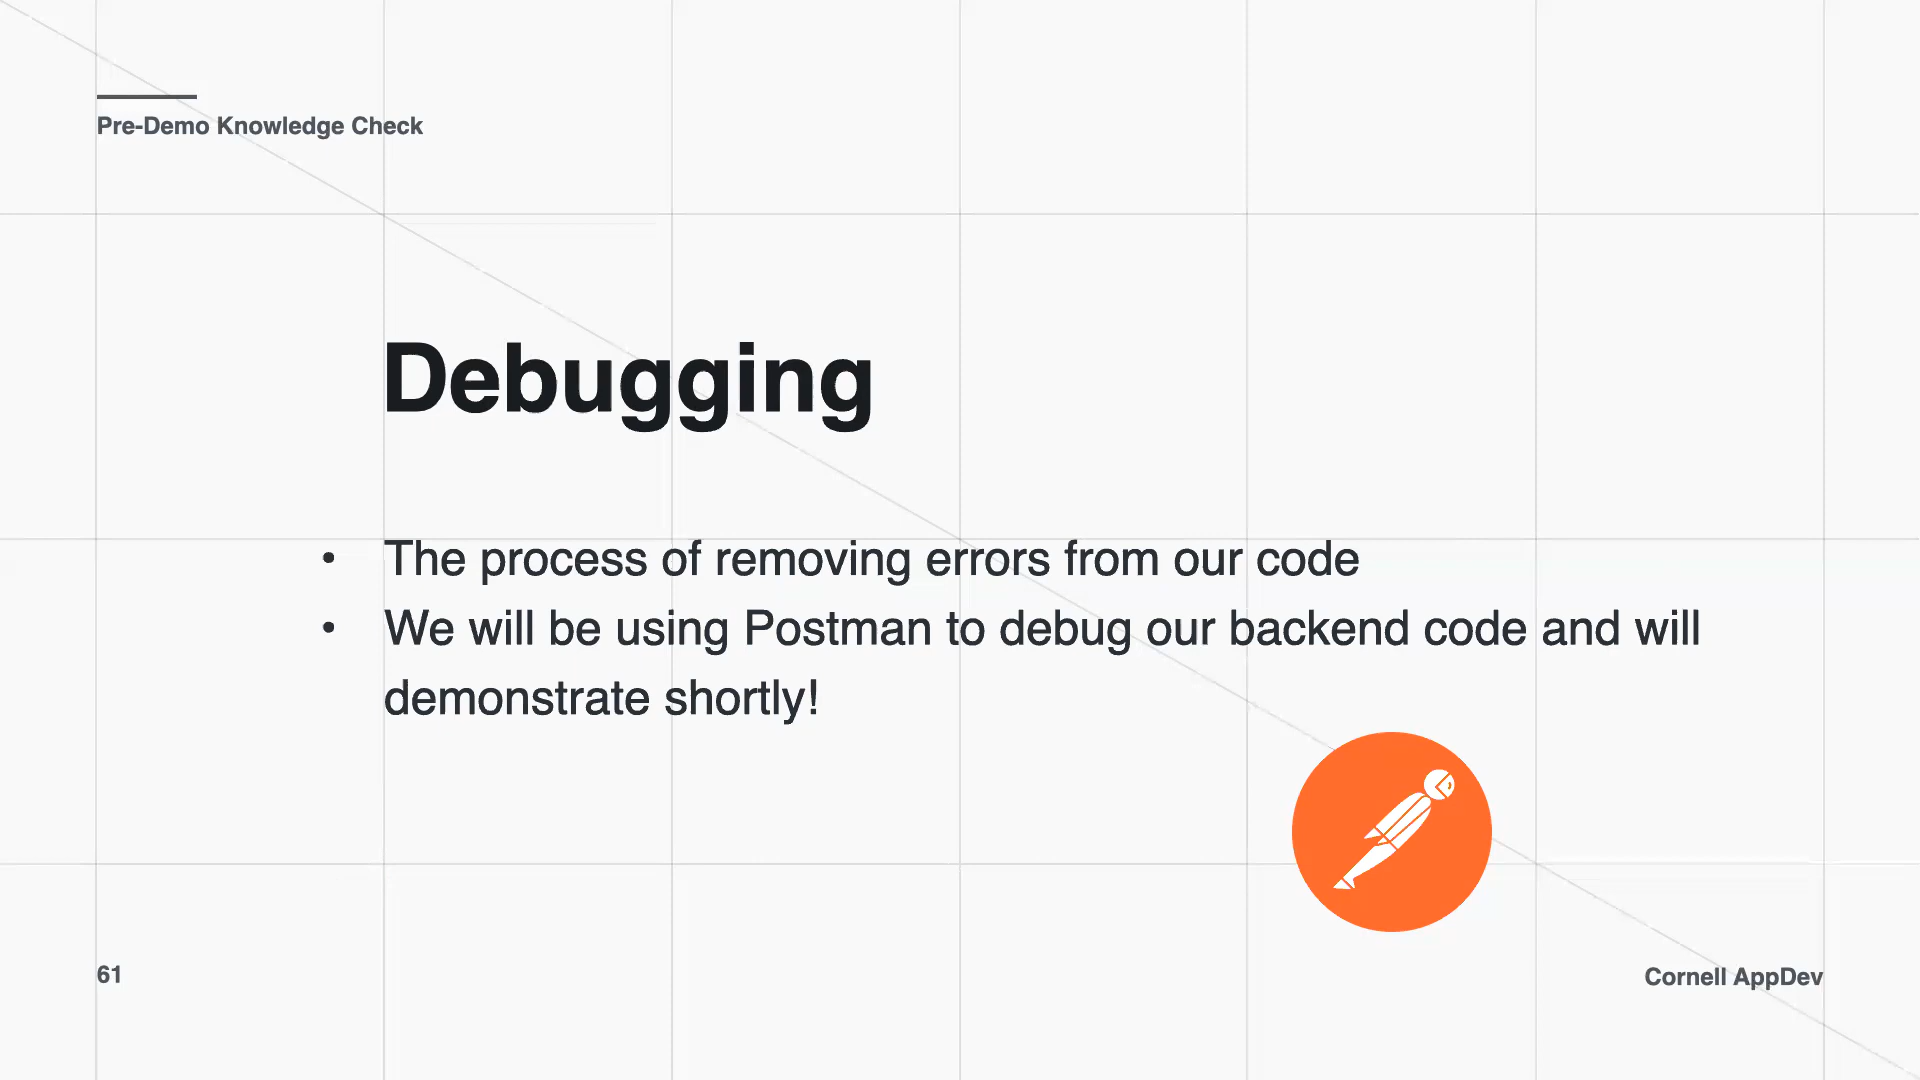 Pre-Demo Knowledge Check
Debugging
• The process of removing errors from our code
• We will be using Postman to debug our backend code and will
demonstrate shortly!
61
Cornell AppDev